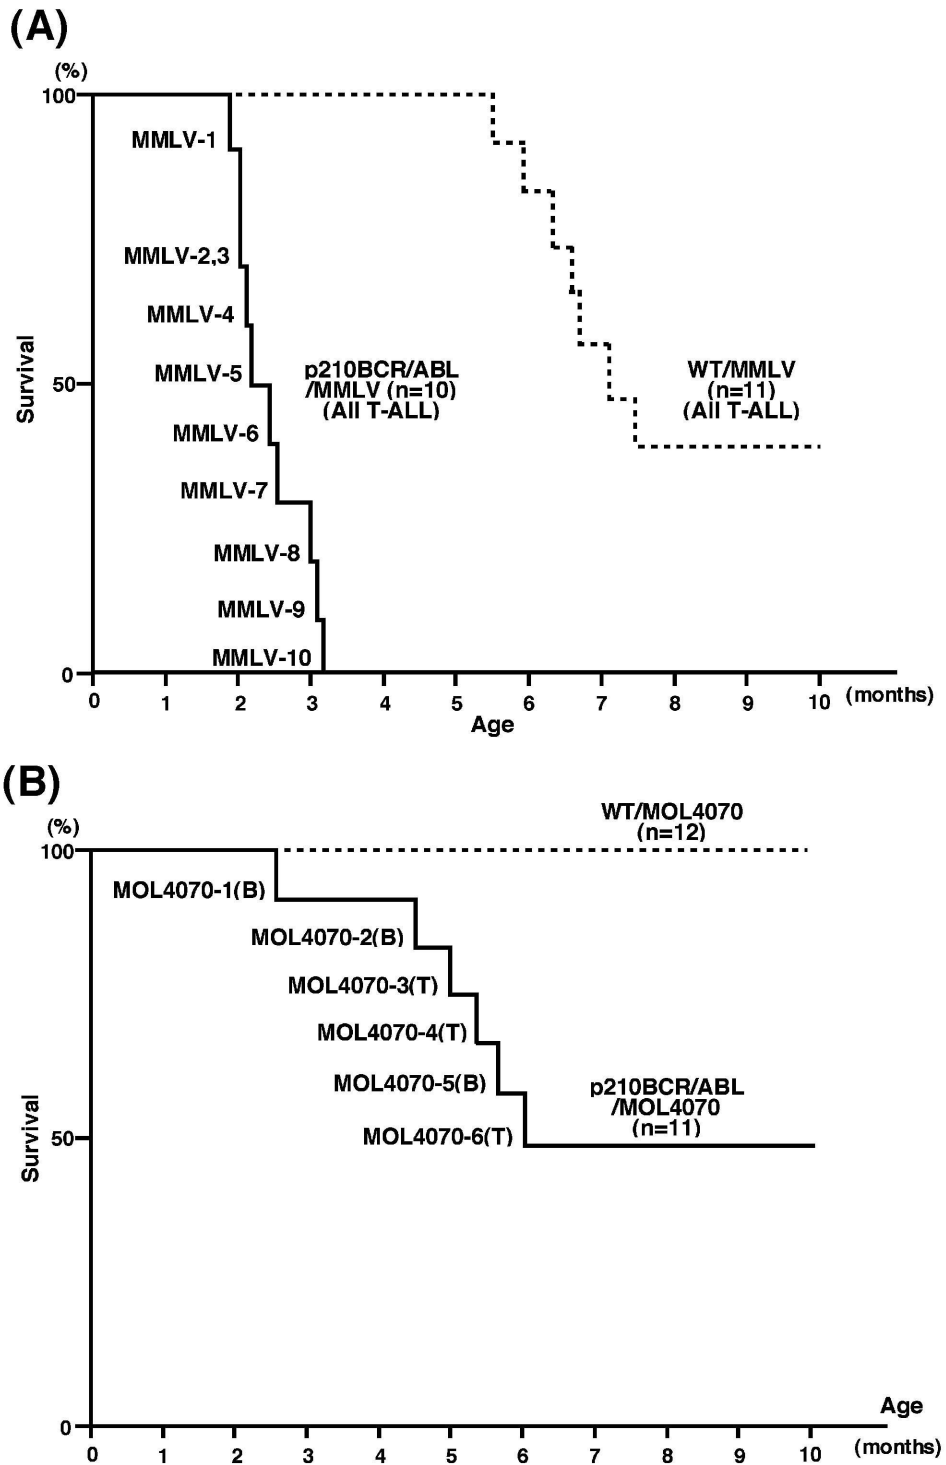 (A)
(%)
100
MMLV-1
MMLV-2,3
MMLV-4
MMLV-5
MMLV-6
MMLV-7
MMLV-8
MMLV-9
MMLV-10
p210BCR/ABL
/MMLV (n=10)
(All T-ALL)
WT/MMLV
(n=11)
(All T-ALL)
Survival
50
0
0 1 2 3 4 5 6 7 8 9 10 (months)
Age
(B)
(%)
100
WT/MOL4070
(n=12)
MOL4070-1(B)
MOL4070-2(B)
MOL4070-3(T)
MOL4070-4(T)
MOL4070-5(B)
MOL4070-6(T)
p210BCR/ABL
/MOL4070
(n=11)
Survival
50
0
Age
0 1 2 3 4 5 6 7 8 9 10 (months)